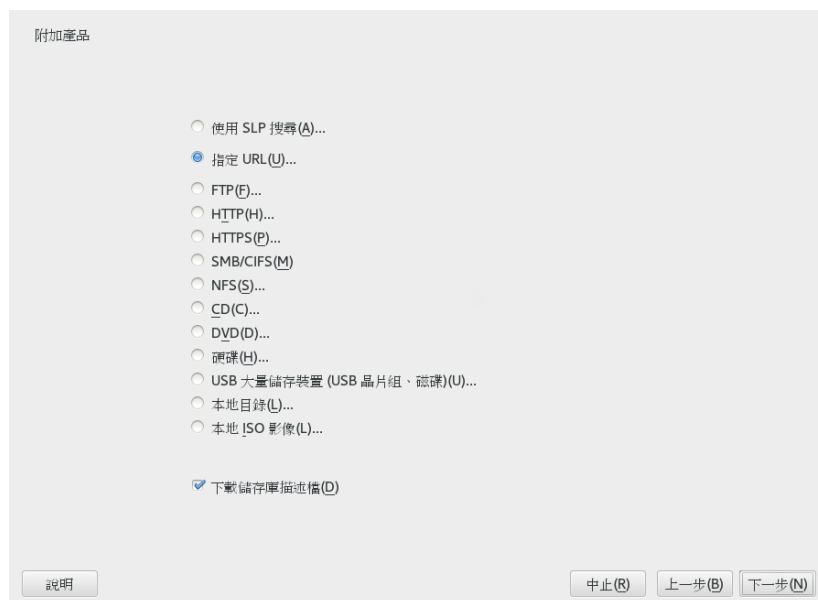 附加產品
使用 SLP 搜尋(A)...
指定 URL(U)...
FTP(F)...
HTTP(H)...
HTTPS(P)...
SMB/CIFS(M)
NFS(S)...
CD(C)...
DVD(D)...
硬碟(H)...
USB 大量儲存裝置 (USB 晶片組、磁碟)(U)...
本地目錄(L)...
本地 ISO 影像(L)...
下載儲存庫描述檔(D)
說明
中止(R)
上一步(B)
下一步(N)